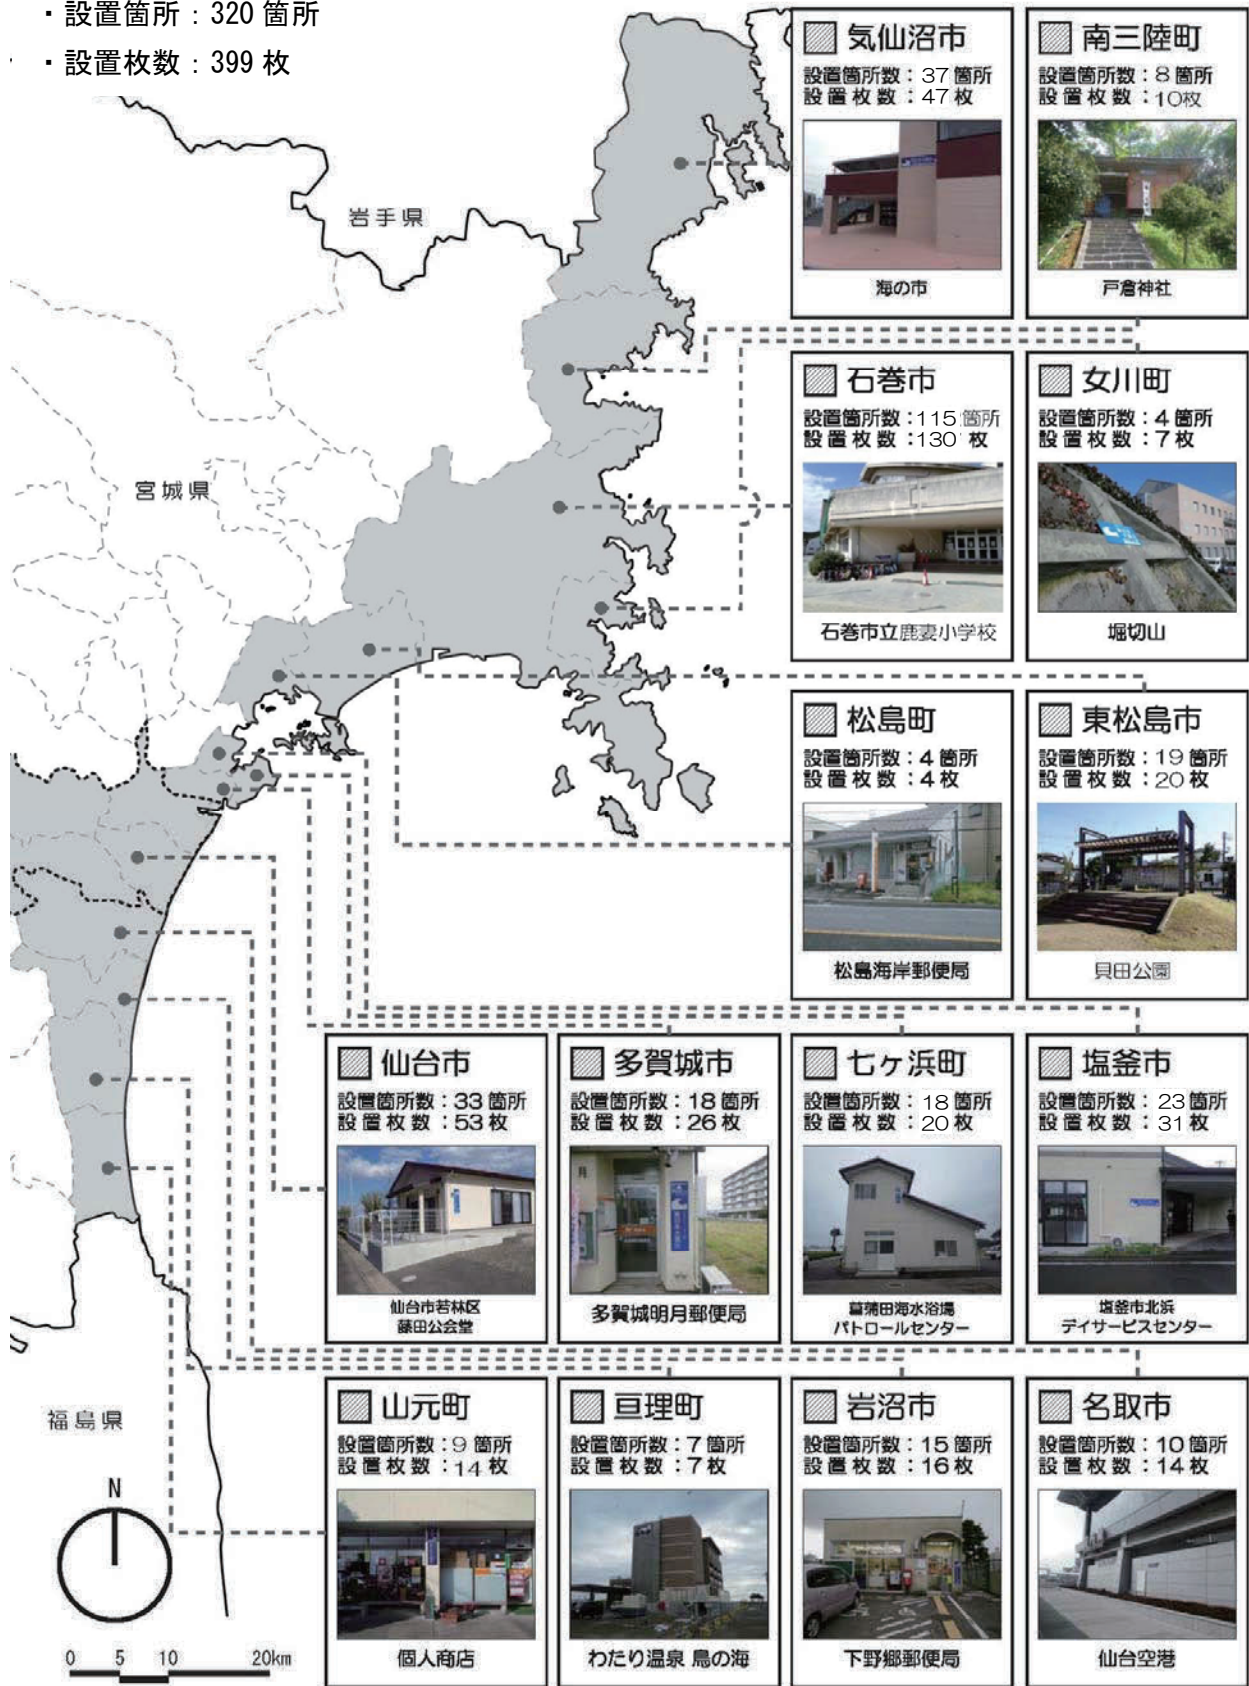 ・設置箇所：320 箇所
・設置枚数：399 枚
岩手県
宮城県
福島県
N
0 5 10 20km
気仙沼市
設置箇所数：37 箇所
設置枚数：47 枚
海の市
南三陸町
設置箇所数：8 箇所
設置枚数：10枚
戸倉神社
石巻市
設置箇所数：115 箇所
設置枚数：130 枚
石巻市立鹿妻小学校
女川町
設置箇所数：4 箇所
設置枚数：7 枚
堀切山
松島町
設置箇所数：4 箇所
設置枚数：4 枚
松島海岸郵便局
東松島市
設置箇所数：19 箇所
設置枚数：20 枚
貝田公園
仙台市
設置箇所数：33 箇所
設置枚数：53 枚
仙台市若林区
藤田公会堂
多賀城市
設置箇所数：18 箇所
設置枚数：26 枚
多賀城明月郵便局
七ヶ浜町
設置箇所数：18 箇所
設置枚数：20 枚
菖蒲田海水浴場
パトロールセンター
塩釜市
設置箇所数：23 箇所
設置枚数：31 枚
塩釜市北浜
デイサービスセンター
山元町
設置箇所数：9 箇所
設置枚数：14 枚
個人商店
亘理町
設置箇所数：7 箇所
設置枚数：7 枚
わたり温泉 鳥の海
岩沼市
設置箇所数：15 箇所
設置枚数：16 枚
下野郷郵便局
名取市
設置箇所数：10 箇所
設置枚数：14 枚
仙台空港